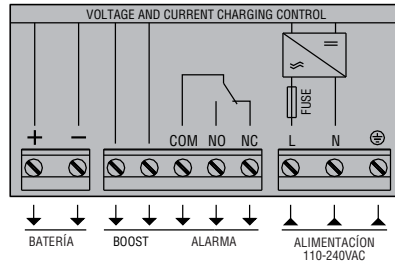 VOLTAGE AND CURRENT CHARGING CONTROL
FUSE
+ − COM NO NC L N
BATERÍA BOOST ALARMA ALIMENTACÍON
110-240VAC